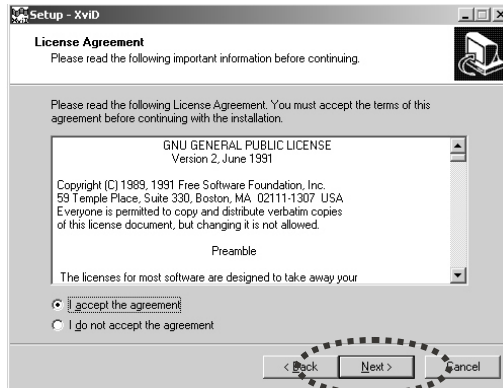 Setup - XviD
License Agreement
Please read the following important information before continuing.
Please read the following License Agreement. You must accept the terms of this
agreement before continuing with the installation.
GNU GENERAL PUBLIC LICENSE
Version 2, June 1991
Copyright (C) 1989, 1991 Free Software Foundation, Inc.
59 Temple Place, Suite 330, Boston, MA  02111-1307  USA
Everyone is permitted to copy and distribute verbatim copies
of this license document, but changing it is not allowed.
Preamble
The licenses for most software are designed to take away your
I accept the agreement
I do not accept the agreement
< Back Next > Cancel